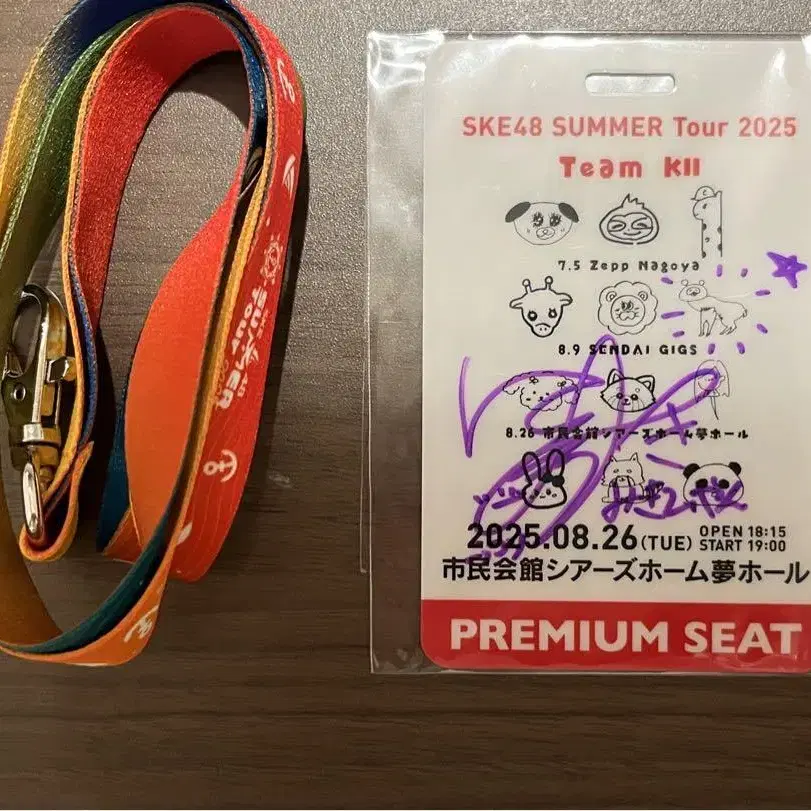 SUMMER
TOUR
SKE48 SUMMER Tour 2025
Team KII
7.5 Zepp Nagoya
8.9 SENDAI GIGS
8.26 市民会館シアーズホーム夢ホール
2025.08.26(TUE) OPEN 18:15
START 19:00
市民会館シアーズホーム夢ホール
PREMIUM SEAT